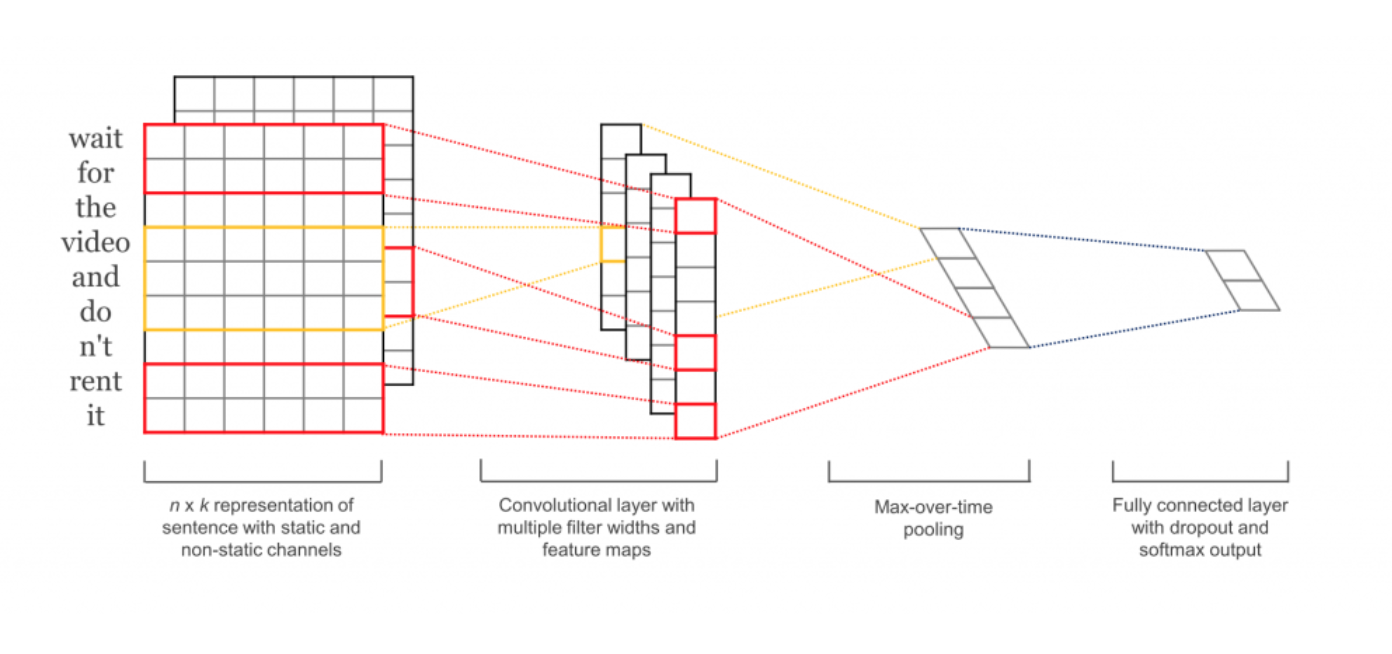 wait
for
the
video
and
do
n't
rent
it
n x k representation of
sentence with static and
non-static channels
Convolutional layer with
multiple filter widths and
feature maps
Max-over-time
pooling
Fully connected layer
with dropout and
softmax output